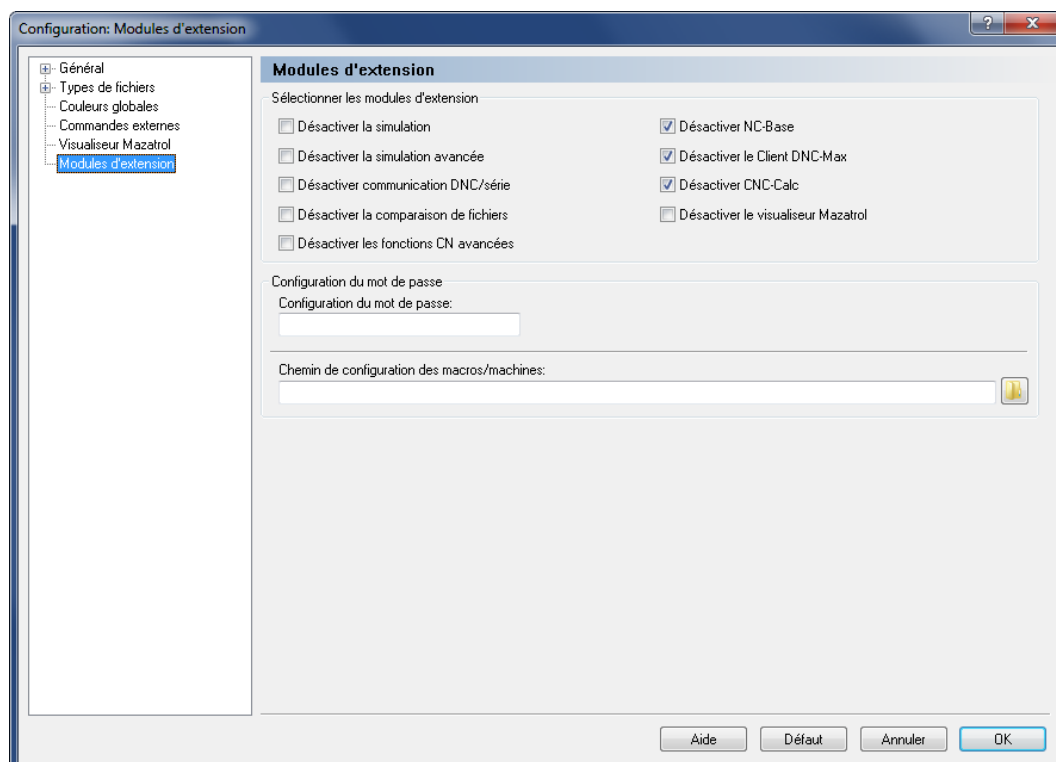 Configuration: Modules d'extension
Général
Types de fichiers
Couleurs globales
Commandes externes
Visualiseur Mazatrol
Modules d'extension
Modules d'extension
Sélectionner les modules d'extension
Désactiver la simulation
Désactiver NC-Base
Désactiver la simulation avancée
Désactiver le Client DNC-Max
Désactiver communication DNC/série
Désactiver CNC-Calc
Désactiver la comparaison de fichiers
Désactiver le visualiseur Mazatrol
Désactiver les fonctions CN avancées
Configuration du mot de passe
Configuration du mot de passe:
Chemin de configuration des macros/machines:
Aide
Défaut
Annuler
OK